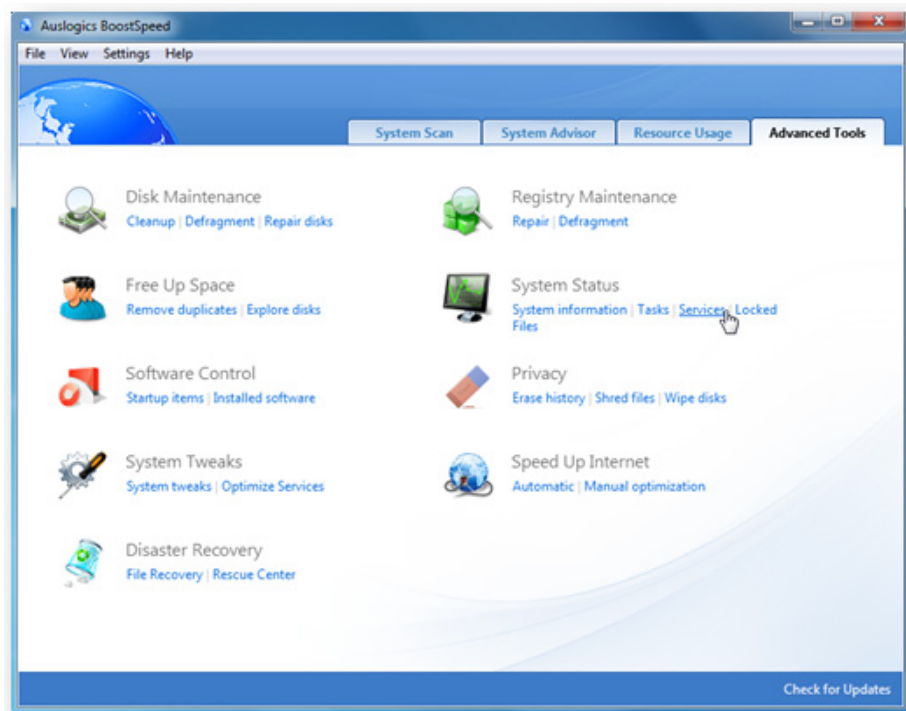 Auslogics BoostSpeed
File View Settings Help
System Scan
System Advisor
Resource Usage
Advanced Tools
Disk Maintenance
Cleanup | Defragment | Repair disks
Registry Maintenance
Repair | Defragment
Free Up Space
Remove duplicates | Explore disks
System Status
System information | Tasks | Services | Locked
Files
Software Control
Startup items | Installed software
Privacy
Erase history | Shred files | Wipe disks
System Tweaks
System tweaks | Optimize Services
Speed Up Internet
Automatic | Manual optimization
Disaster Recovery
File Recovery | Rescue Center
Check for Updates